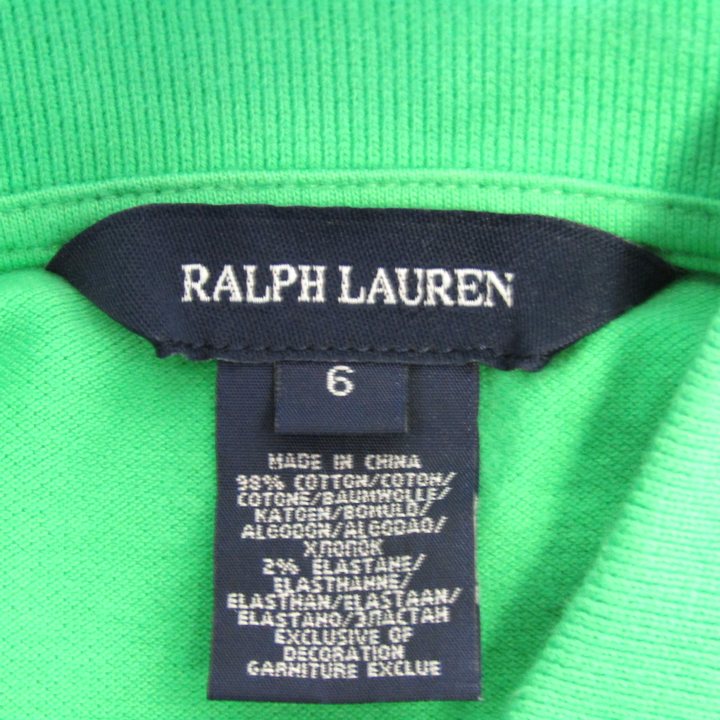 RALPH LAUREN
6
MADE IN CHINA
98% COTTON/COTON/
COTONE/BAUMWOLLE/
KATOEN/BOMULD/
ALGODON/ALGODAO/
ХЛОПОК
2% ELASTANE/
ELASTHANNE/
ELASTHAN/ELASTAAN/
ELASTANO/ЭЛАСТАН
EXCLUSIVE OF
DECORATION
GARNITURE EXCLUE